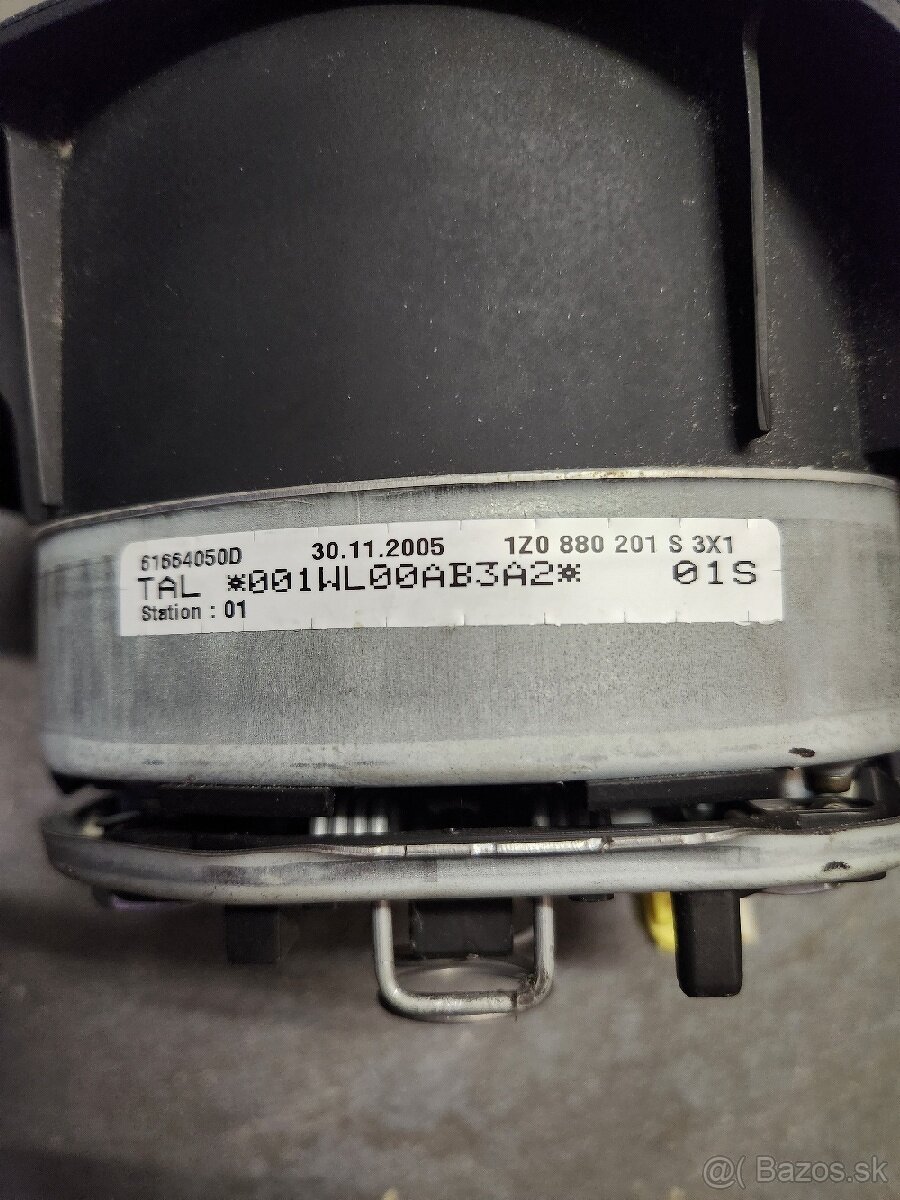 61664050D 30.11.2005 1Z0 880 201 S 3X1
TAL *001WL00AB3A2* 01S
Station : 01
@( Bazos.sk